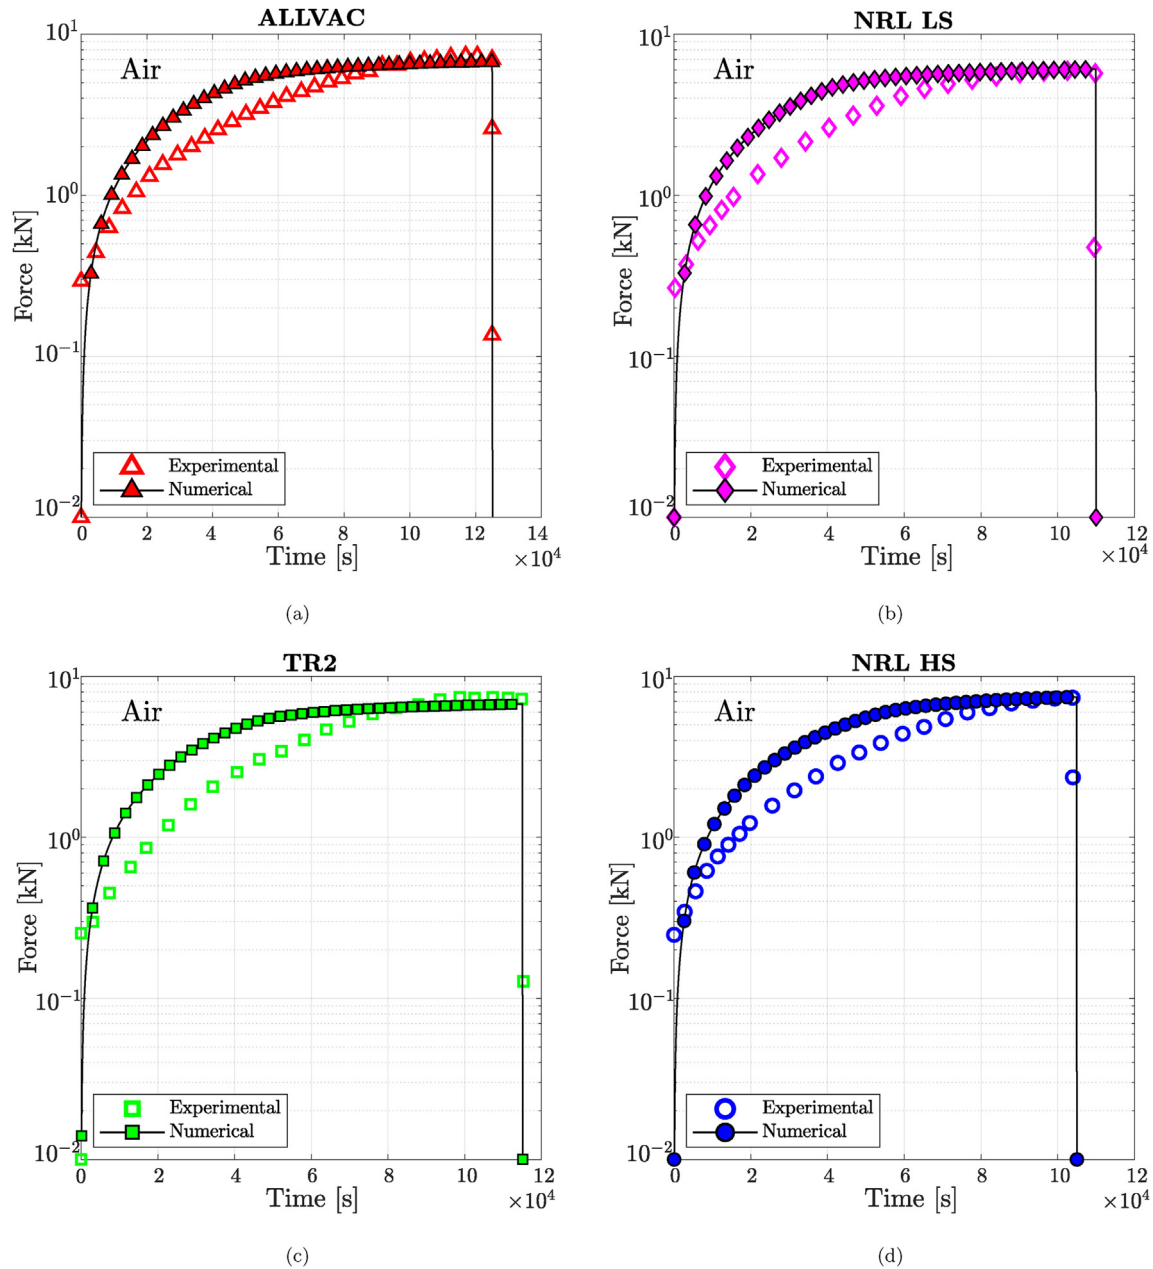 ALLVAC
10^1
10^0
10^-1
10^-2
Force [kN]
Air
Experimental
Numerical
0 2 4 6 8 10 12 14
Time [s]
×10^4
(a)
NRL LS
10^1
10^0
10^-1
10^-2
Force [kN]
Air
Experimental
Numerical
0 2 4 6 8 10 12
Time [s]
×10^4
(b)
TR2
10^1
10^0
10^-1
10^-2
Force [kN]
Air
Experimental
Numerical
0 2 4 6 8 10 12
Time [s]
×10^4
(c)
NRL HS
10^1
10^0
10^-1
10^-2
Force [kN]
Air
Experimental
Numerical
0 2 4 6 8 10 12
Time [s]
×10^4
(d)